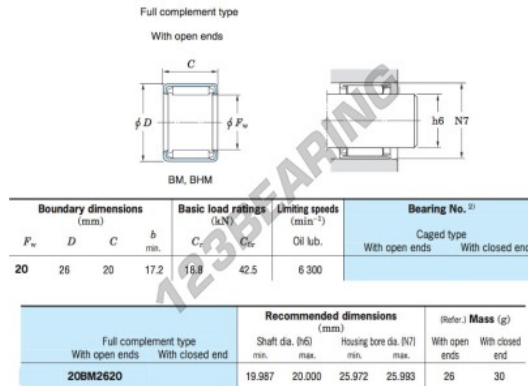 Full complement type
With open ends
C
φ D
φ Fw
h6
N7
BM, BHM
123BEARING
Boundary dimensions
(mm)
Basic load ratings
(kN)
Limiting speeds
(min⁻¹)
Bearing No. 2)
Fw D C b
min.
Cr C0r
Oil lub.
Caged type
With open ends With closed end
20 26 20 17.2 18.8 42.5 6 300
Recommended dimensions
(mm)
(Refer.) Mass (g)
Full complement type
With open ends With closed end
Shaft dia. (h6)
min. max.
Housing bore dia. (N7)
min. max.
With open ends
With closed end
20BM2620 19.987 20.000 25.972 25.993 26 30